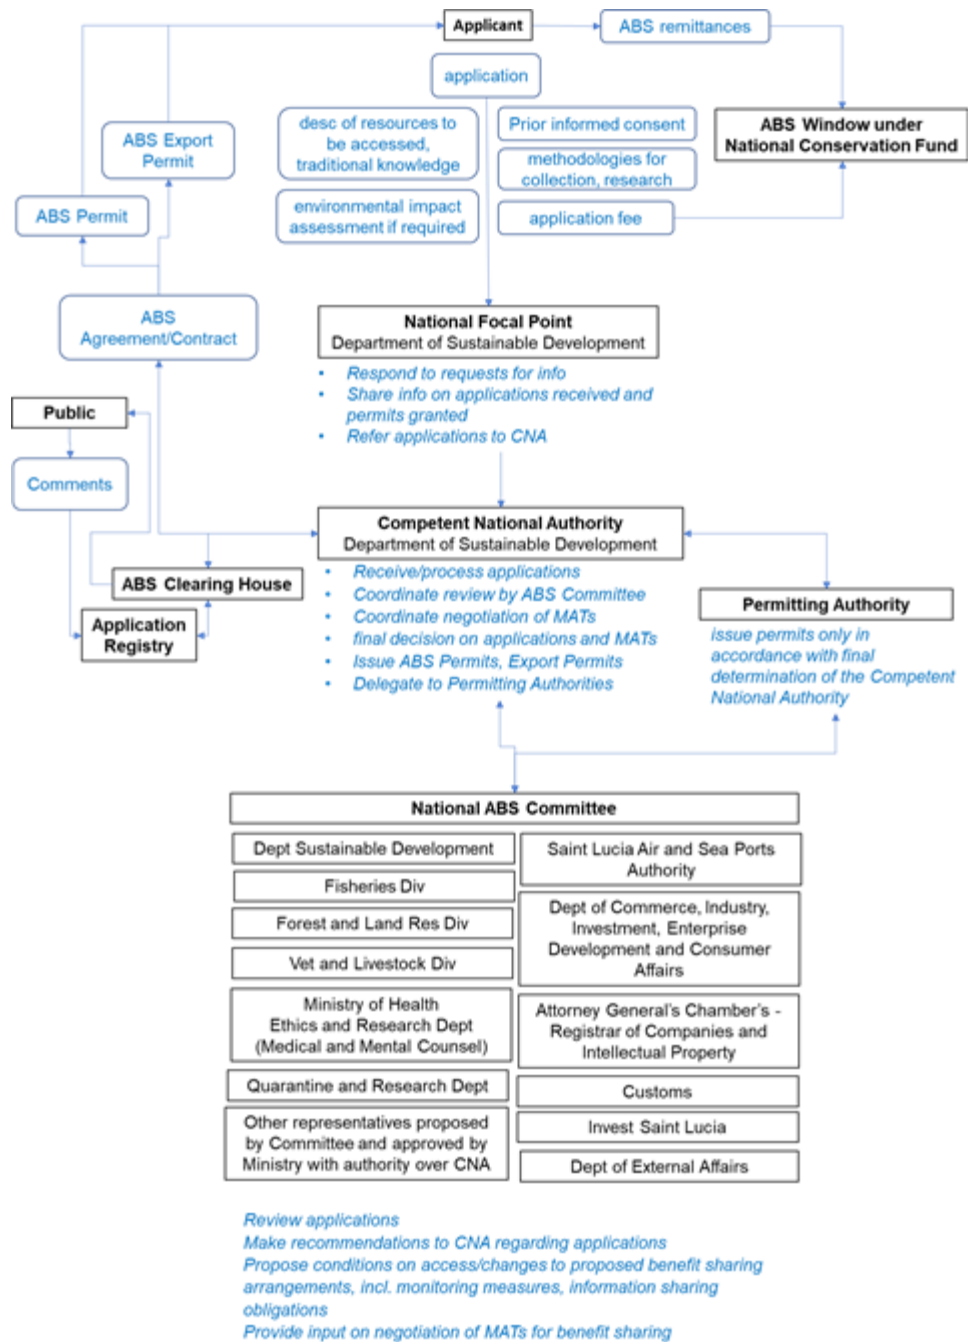 Applicant
ABS remittances
application
desc of resources to
be accessed,
traditional knowledge
Prior informed consent
methodologies for
collection, research
environmental impact
assessment if required
application fee
ABS Window under
National Conservation Fund
ABS Export
Permit
ABS Permit
ABS
Agreement/Contract
National Focal Point
Department of Sustainable Development
• Respond to requests for info
• Share info on applications received and
permits granted
• Refer applications to CNA
Public
Comments
ABS Clearing House
Application
Registry
Competent National Authority
Department of Sustainable Development
• Receive/process applications
• Coordinate review by ABS Committee
• Coordinate negotiation of MATs
• final decision on applications and MATs
• Issue ABS Permits, Export Permits
• Delegate to Permitting Authorities
Permitting Authority
issue permits only in
accordance with final
determination of the Competent
National Authority
National ABS Committee
Dept Sustainable Development
Fisheries Div
Forest and Land Res Div
Vet and Livestock Div
Ministry of Health
Ethics and Research Dept
(Medical and Mental Counsel)
Quarantine and Research Dept
Other representatives proposed
by Committee and approved by
Ministry with authority over CNA
Saint Lucia Air and Sea Ports
Authority
Dept of Commerce, Industry,
Investment, Enterprise
Development and Consumer
Affairs
Attorney General's Chamber's -
Registrar of Companies and
Intellectual Property
Customs
Invest Saint Lucia
Dept of External Affairs
Review applications
Make recommendations to CNA regarding applications
Propose conditions on access/changes to proposed benefit sharing
arrangements, incl. monitoring measures, information sharing
obligations
Provide input on negotiation of MATs for benefit sharing